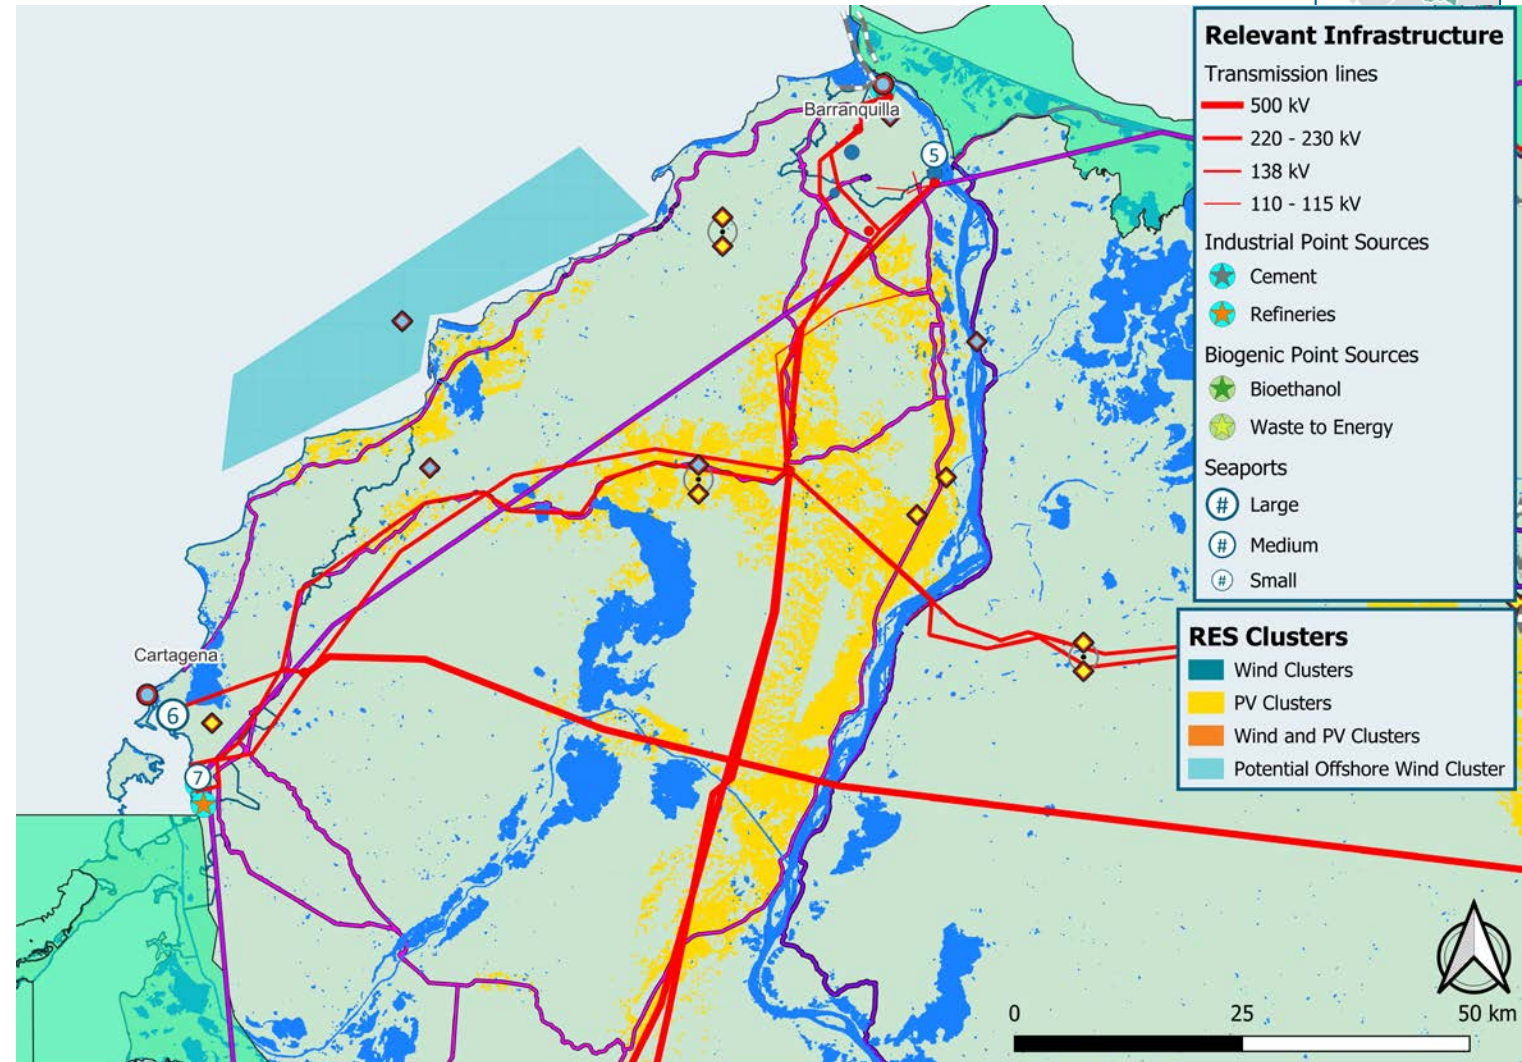 Relevant Infrastructure
Transmission lines
500 kV
220 - 230 kV
138 kV
110 - 115 kV
Industrial Point Sources
Cement
Refineries
Biogenic Point Sources
Bioethanol
Waste to Energy
Seaports
# Large
# Medium
# Small
RES Clusters
Wind Clusters
PV Clusters
Wind and PV Clusters
Potential Offshore Wind Cluster
Barranquilla
5
Cartagena
6
7
0 25 50 km